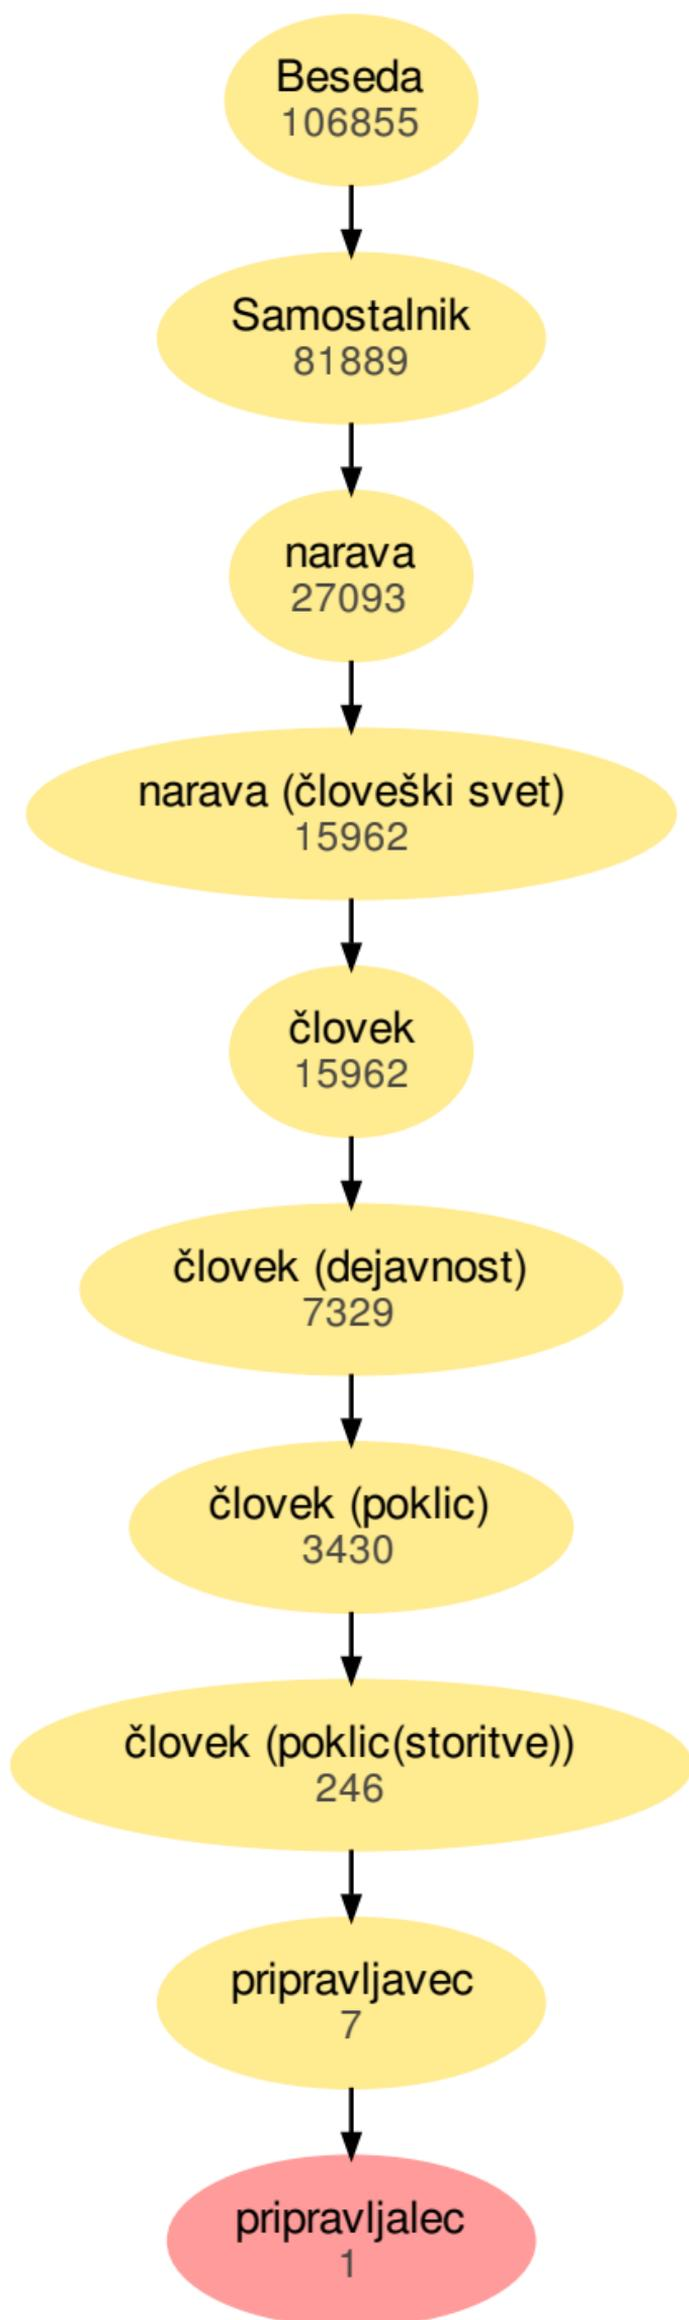 Beseda
106855
Samostalnik
81889
narava
27093
narava (človeški svet)
15962
človek
15962
človek (dejavnost)
7329
človek (poklic)
3430
človek (poklic(storitve))
246
pripravljavec
7
pripravljalec
1